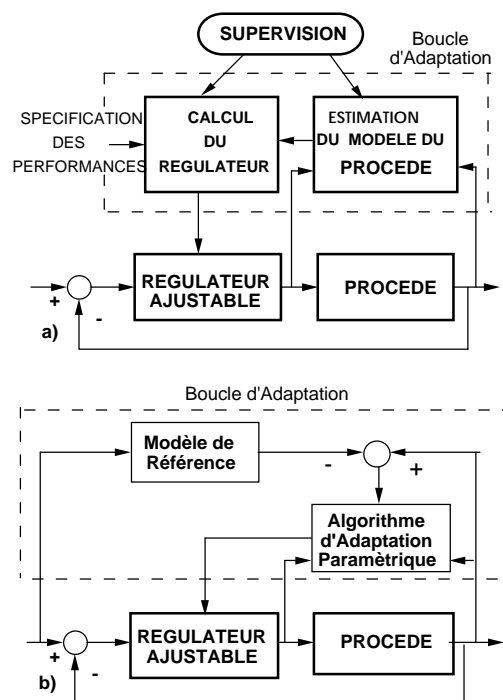 SUPERVISION
Boucle
d'Adaptation
SPECIFICATION
DES
PERFORMANCES
CALCUL
DU
REGULATEUR
ESTIMATION
DU MODELE DU
PROCEDE
REGULATEUR
AJUSTABLE
PROCEDE
+
-
a)
Boucle d'Adaptation
Modèle de
Référence
-
+
Algorithme
d'Adaptation
Paramètrique
REGULATEUR
AJUSTABLE
PROCEDE
+
-
b)